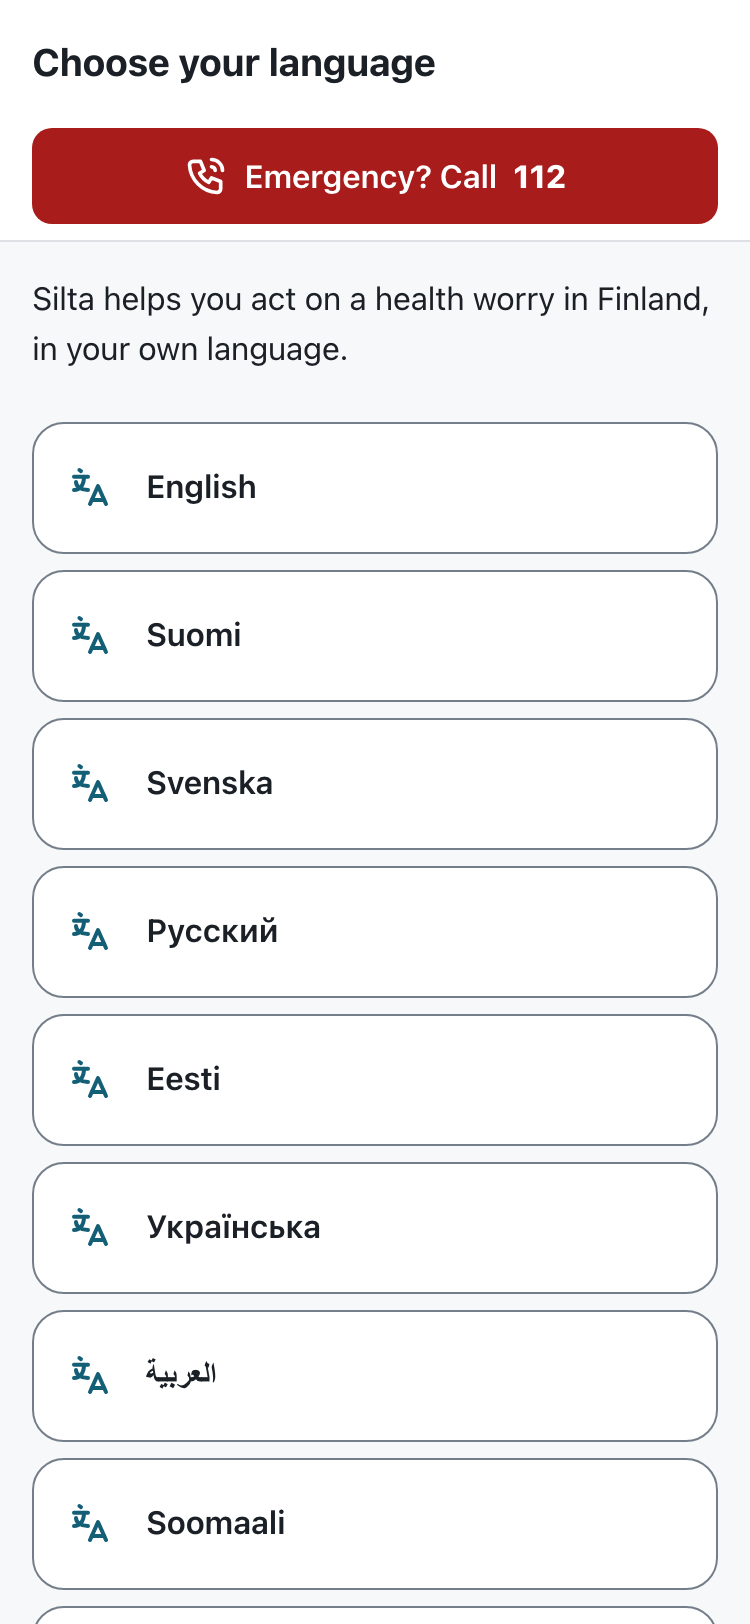 Choose your language
Emergency? Call 112
Silta helps you act on a health worry in Finland,
in your own language.
English
Suomi
Svenska
Русский
Eesti
Українська
العربية
Soomaali